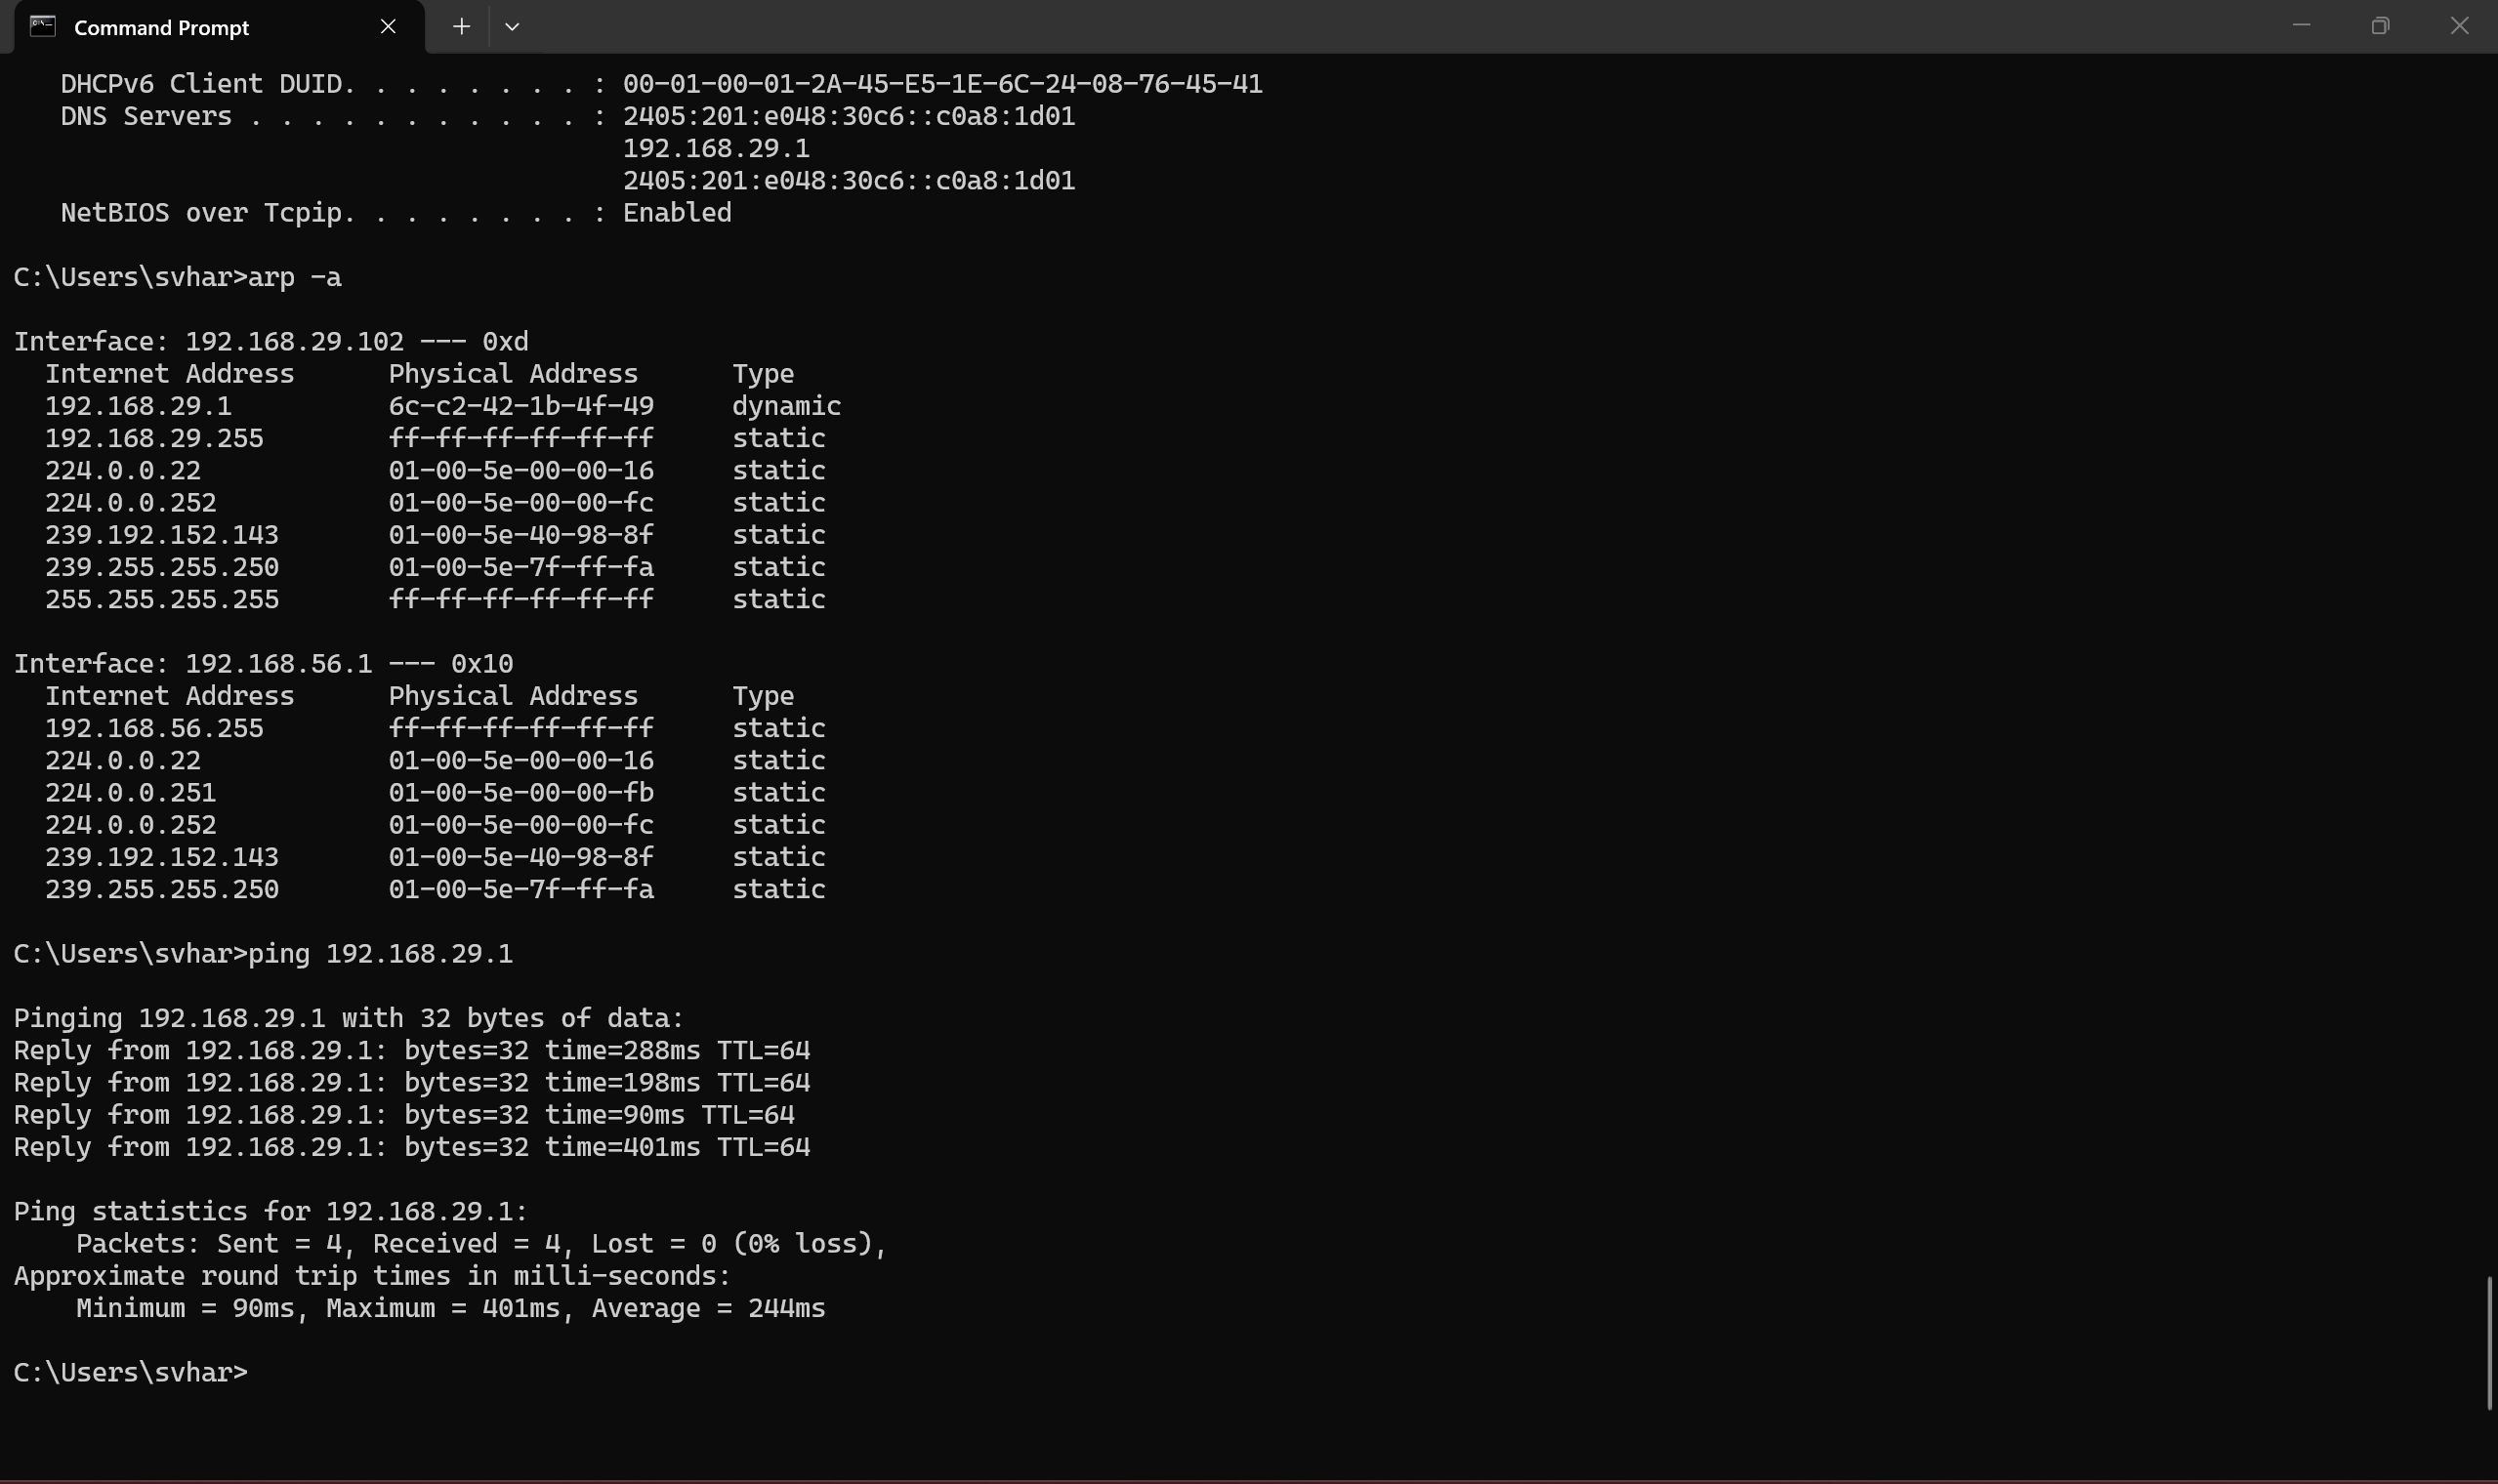 Command Prompt
DHCPv6 Client DUID. . . . . . . . : 00-01-00-01-2A-45-E5-1E-6C-24-08-76-45-41
DNS Servers . . . . . . . . . . . . : 2405:201:e048:30c6::c0a8:1d01
192.168.29.1
2405:201:e048:30c6::c0a8:1d01
NetBIOS over Tcpip. . . . . . . . : Enabled
C:\Users\svhar>arp -a
Interface: 192.168.29.102 --- 0xd
Internet Address Physical Address Type
192.168.29.1 6c-c2-42-1b-4f-49 dynamic
192.168.29.255 ff-ff-ff-ff-ff-ff static
224.0.0.22 01-00-5e-00-00-16 static
224.0.0.252 01-00-5e-00-00-fc static
239.192.152.143 01-00-5e-40-98-8f static
239.255.255.250 01-00-5e-7f-ff-fa static
255.255.255.255 ff-ff-ff-ff-ff-ff static
Interface: 192.168.56.1 --- 0x10
Internet Address Physical Address Type
192.168.56.255 ff-ff-ff-ff-ff-ff static
224.0.0.22 01-00-5e-00-00-16 static
224.0.0.251 01-00-5e-00-00-fb static
224.0.0.252 01-00-5e-00-00-fc static
239.192.152.143 01-00-5e-40-98-8f static
239.255.255.250 01-00-5e-7f-ff-fa static
C:\Users\svhar>ping 192.168.29.1
Pinging 192.168.29.1 with 32 bytes of data:
Reply from 192.168.29.1: bytes=32 time=288ms TTL=64
Reply from 192.168.29.1: bytes=32 time=198ms TTL=64
Reply from 192.168.29.1: bytes=32 time=90ms TTL=64
Reply from 192.168.29.1: bytes=32 time=401ms TTL=64
Ping statistics for 192.168.29.1:
Packets: Sent = 4, Received = 4, Lost = 0 (0% loss),
Approximate round trip times in milli-seconds:
Minimum = 90ms, Maximum = 401ms, Average = 244ms
C:\Users\svhar>